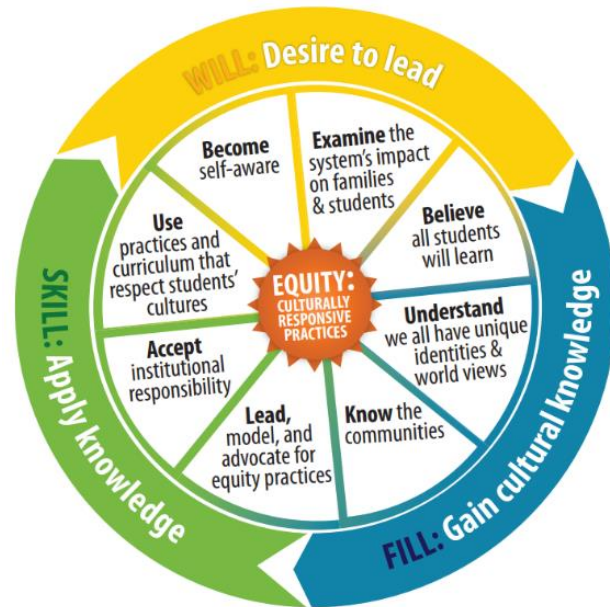 WILL: Desire to lead
Become
self-aware
Examine the
system's impact
on families
& students
Believe
all students
will learn
Understand
we all have unique
identities &
world views
Know the
communities
Lead,
model, and
advocate for
equity practices
Accept
institutional
responsibility
Use
practices and
curriculum that
respect students'
cultures
EQUITY:
CULTURALLY
RESPONSIVE
PRACTICES
FILL: Gain cultural knowledge
SKILL: Apply knowledge